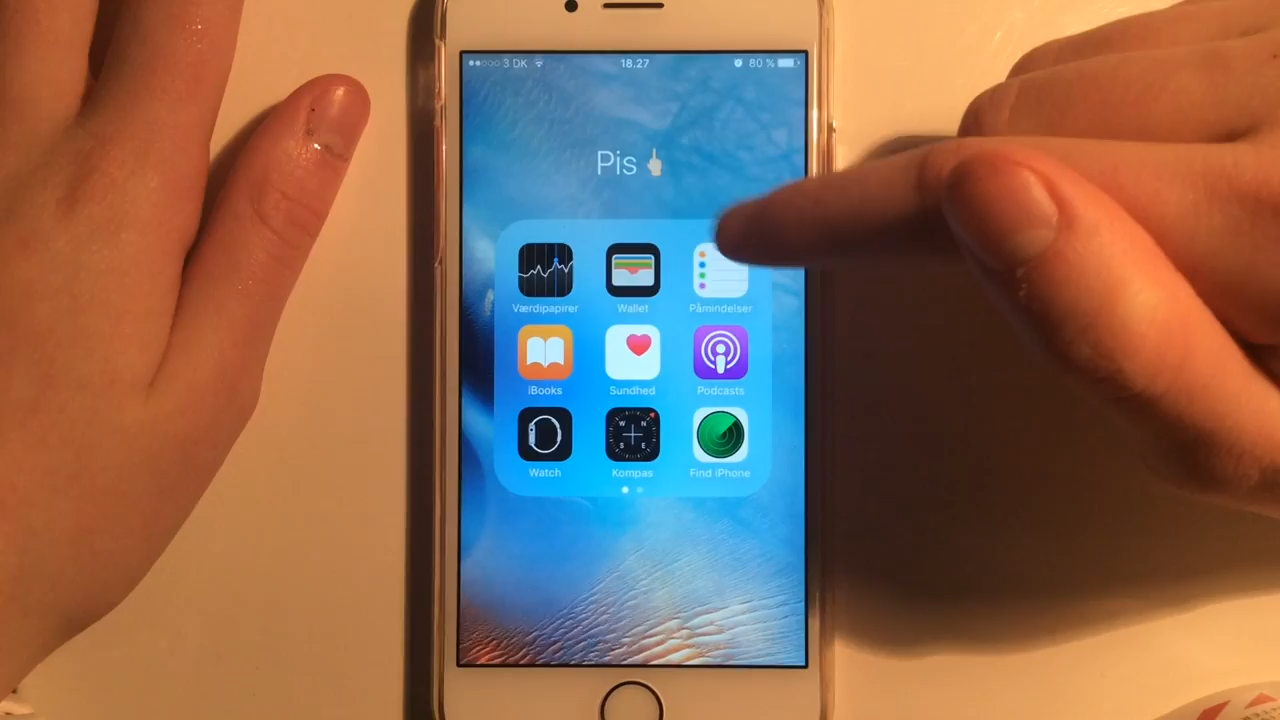 3 DK 18.27 80 %
Pis🖕🏻
Værdipapirer Wallet Påmindelser
iBooks Sundhed Podcasts
W N S E
Watch Kompas Find iPhone